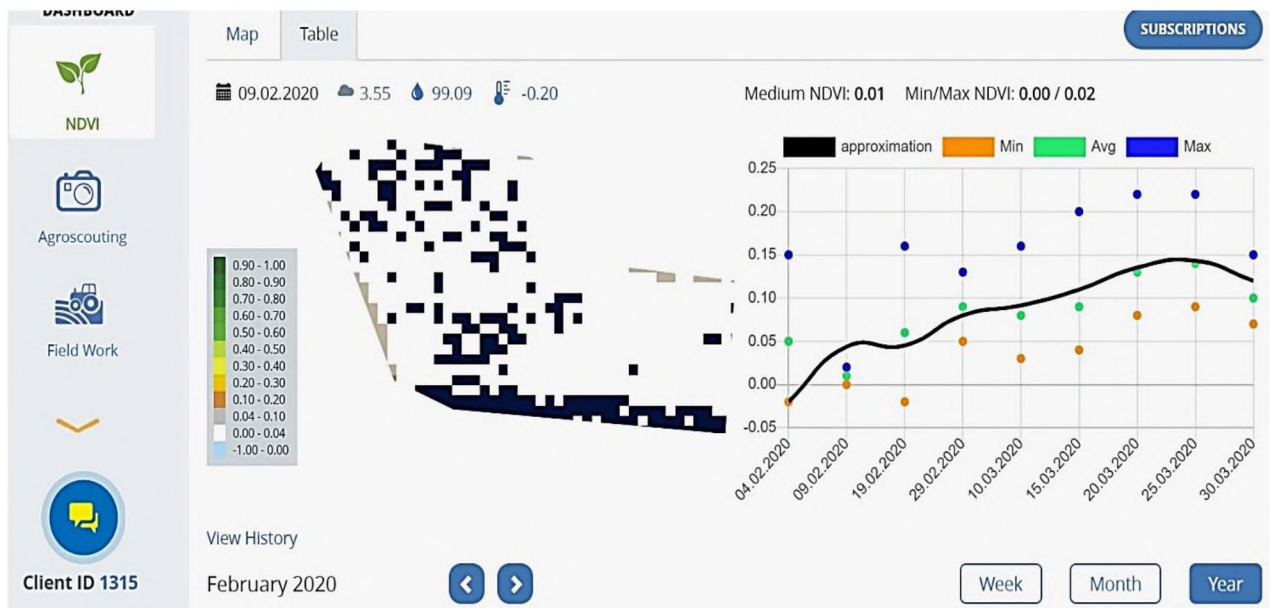 DASHBOARD
NDVI
Agroscouting
Field Work
Client ID 1315
Map
Table
SUBSCRIPTIONS
09.02.2020 3.55 99.09 -0.20
Medium NDVI: 0.01 Min/Max NDVI: 0.00 / 0.02
0.90 - 1.00
0.80 - 0.90
0.70 - 0.80
0.60 - 0.70
0.50 - 0.60
0.40 - 0.50
0.30 - 0.40
0.20 - 0.30
0.10 - 0.20
0.04 - 0.10
0.00 - 0.04
-1.00 - 0.00
approximation Min Avg Max
0.25
0.20
0.15
0.10
0.05
0.00
-0.05
04.02.2020
09.02.2020
19.02.2020
29.02.2020
10.03.2020
15.03.2020
20.03.2020
25.03.2020
30.03.2020
View History
February 2020
Week
Month
Year